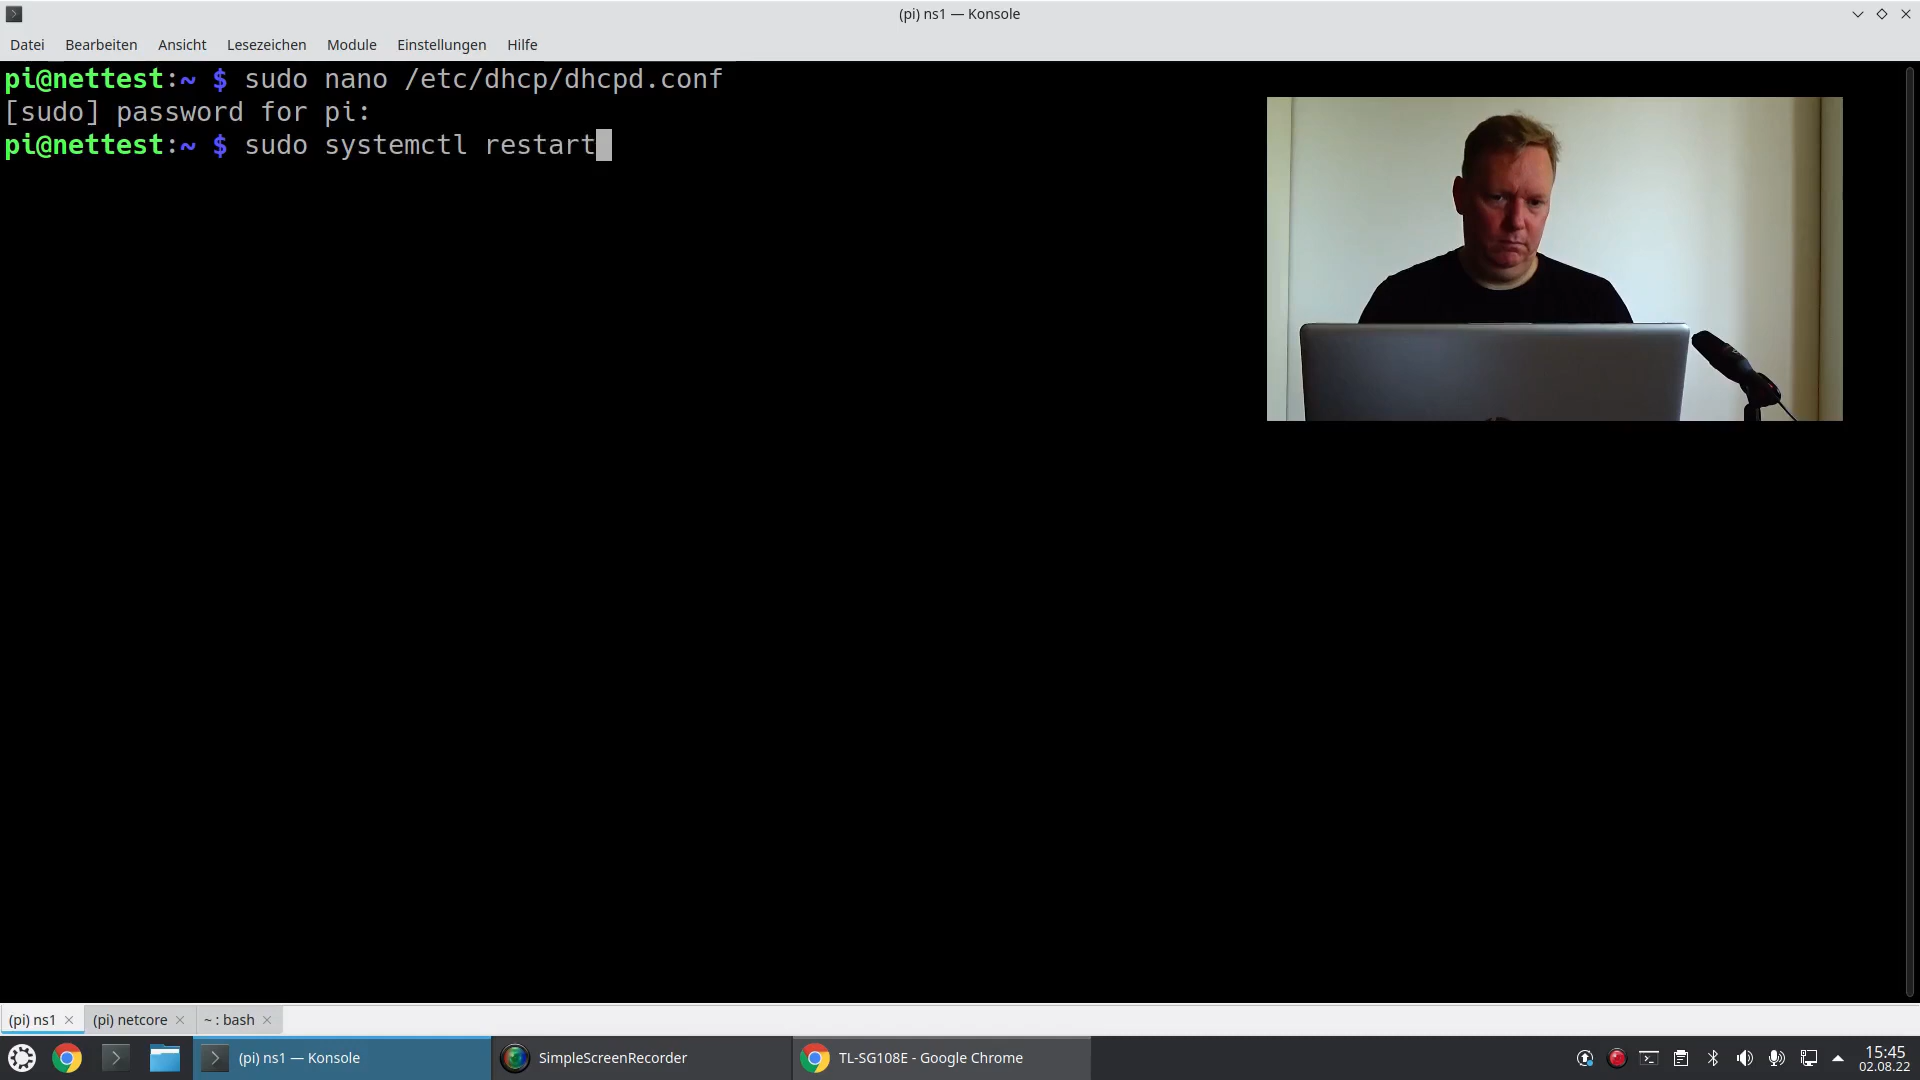 (pi) ns1 — Konsole
Datei Bearbeiten Ansicht Lesezeichen Module Einstellungen Hilfe
pi@nettest:~ $ sudo nano /etc/dhcp/dhcpd.conf
[sudo] password for pi:
pi@nettest:~ $ sudo systemctl restart
(pi) ns1 (pi) netcore ~ : bash
(pi) ns1 — Konsole SimpleScreenRecorder TL-SG108E - Google Chrome 15:45
02.08.22